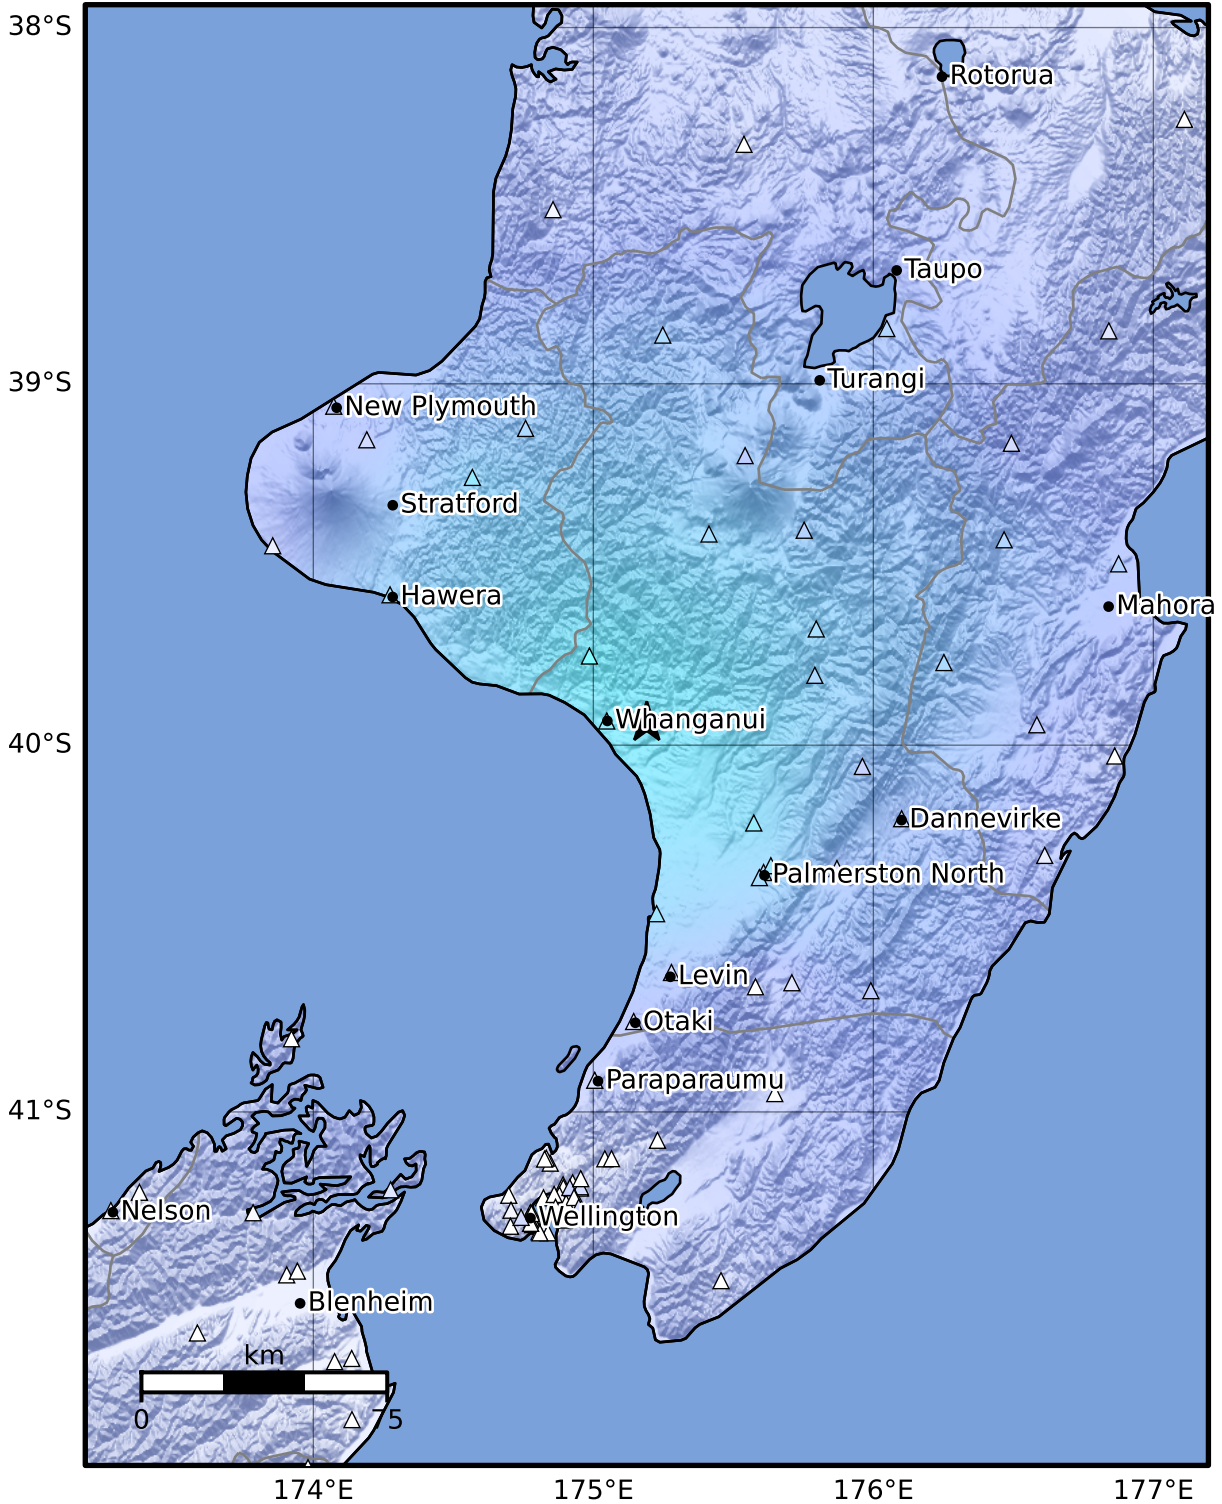 38°S
Rotorua
Taupo
39°S
Turangi
New Plymouth
Stratford
Hawera
Mahora
Whanganui
40°S
Dannevirke
Palmerston North
Levin
Otaki
Paraparaumu
41°S
Nelson
Wellington
Blenheim
km
0
75
174°E
175°E
176°E
177°E